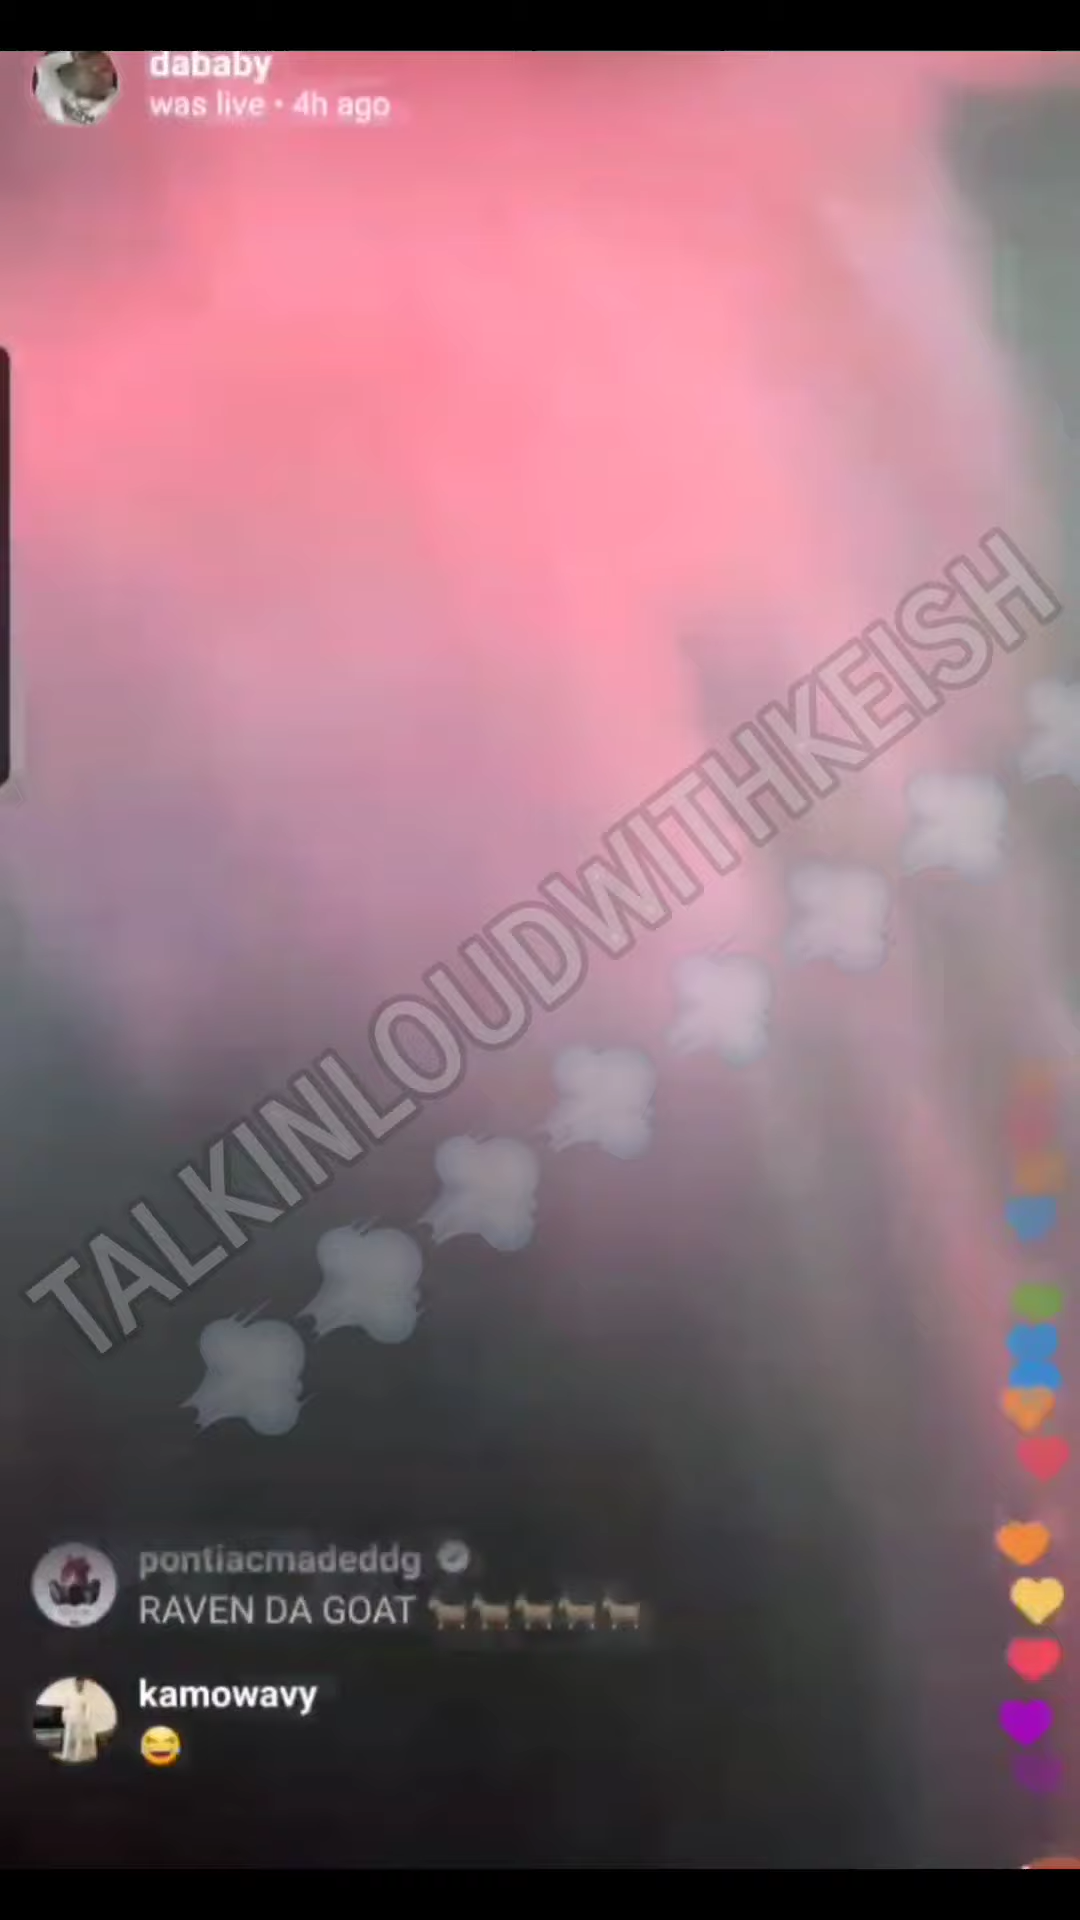 dababy
was live • 4h ago
TALKINLOUDWITHKEISH
pontiacmadeddg
RAVEN DA GOAT 🐐🐐🐐🐐🐐
kamowavy
😆